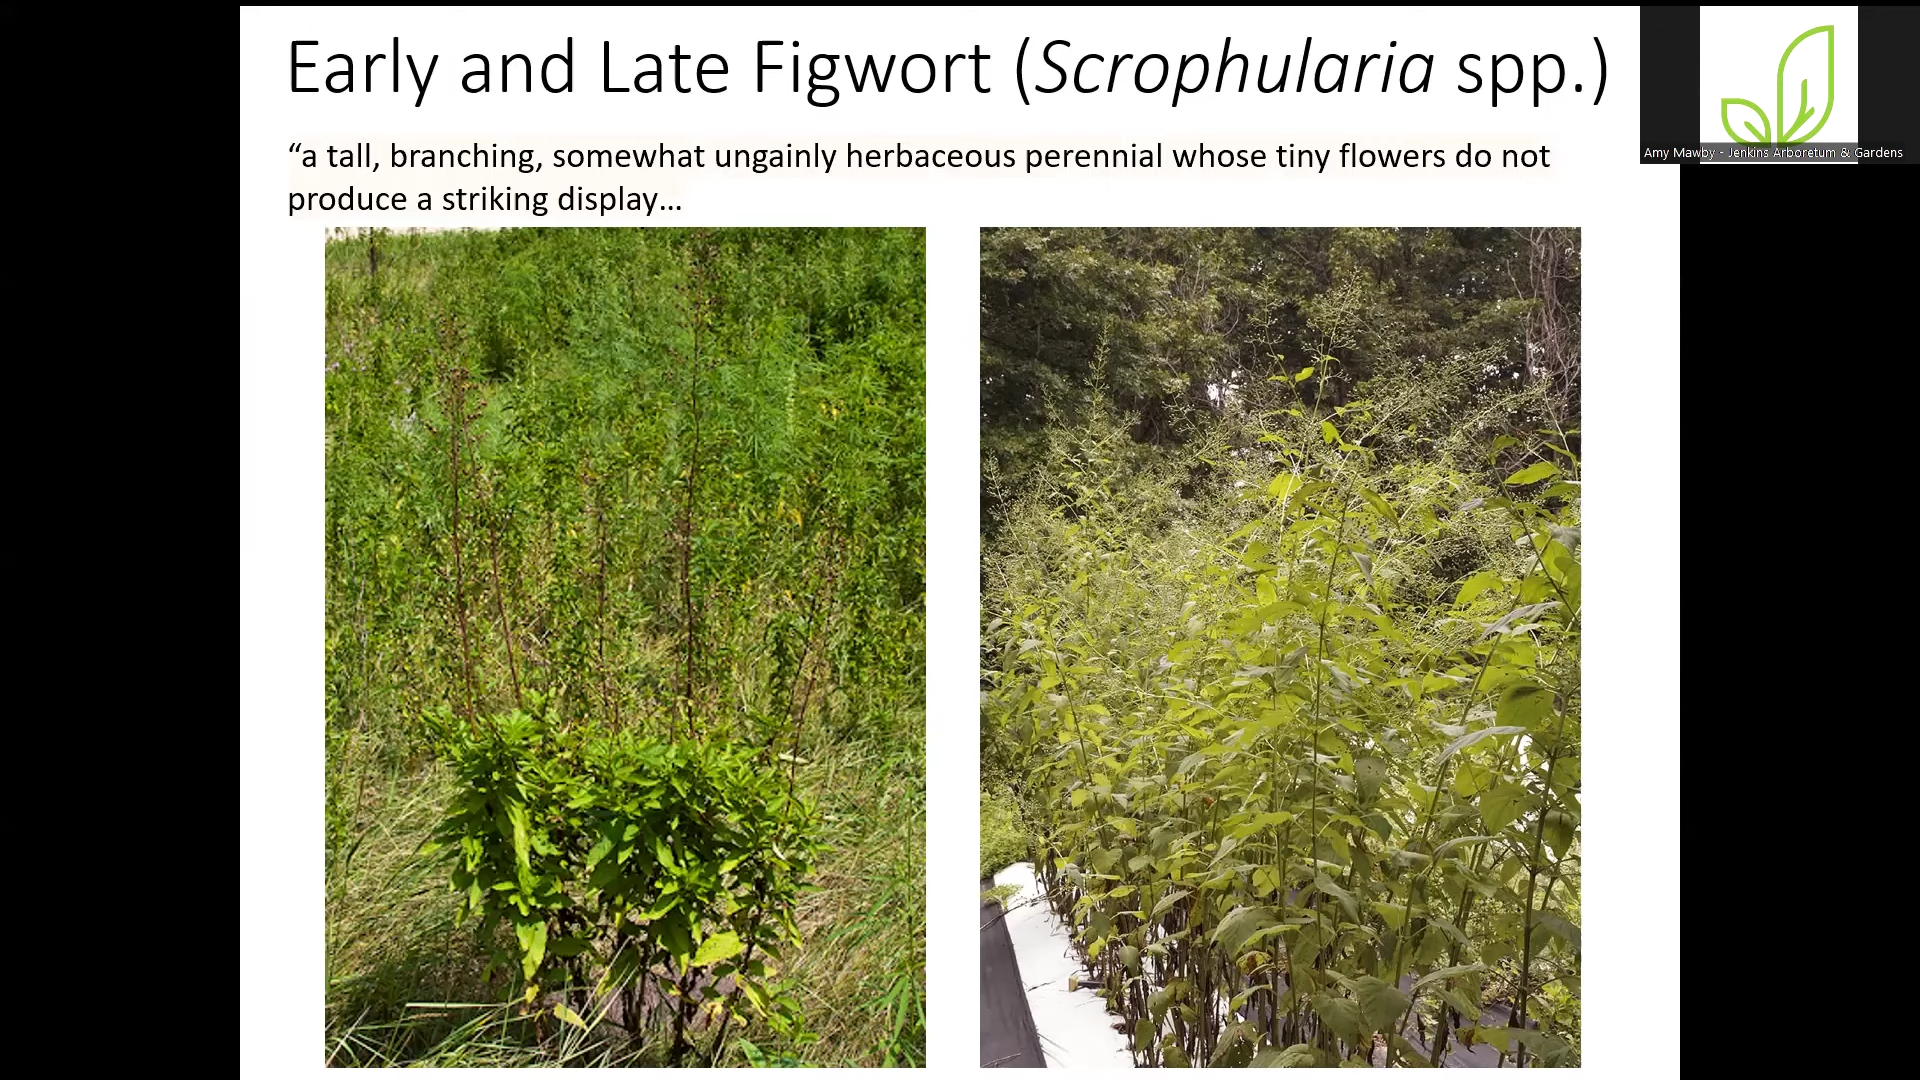 Early and Late Figwort (Scrophularia spp.)
“a tall, branching, somewhat ungainly herbaceous perennial whose tiny flowers do not
produce a striking display…
Amy Mawby - Jenkins Arboretum & Gardens